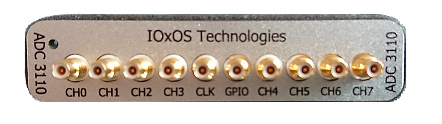 IOxOS Technologies
ADC 3110
CH0 CH1 CH2 CH3 CLK GPIO CH4 CH5 CH6 CH7
ADC 3110